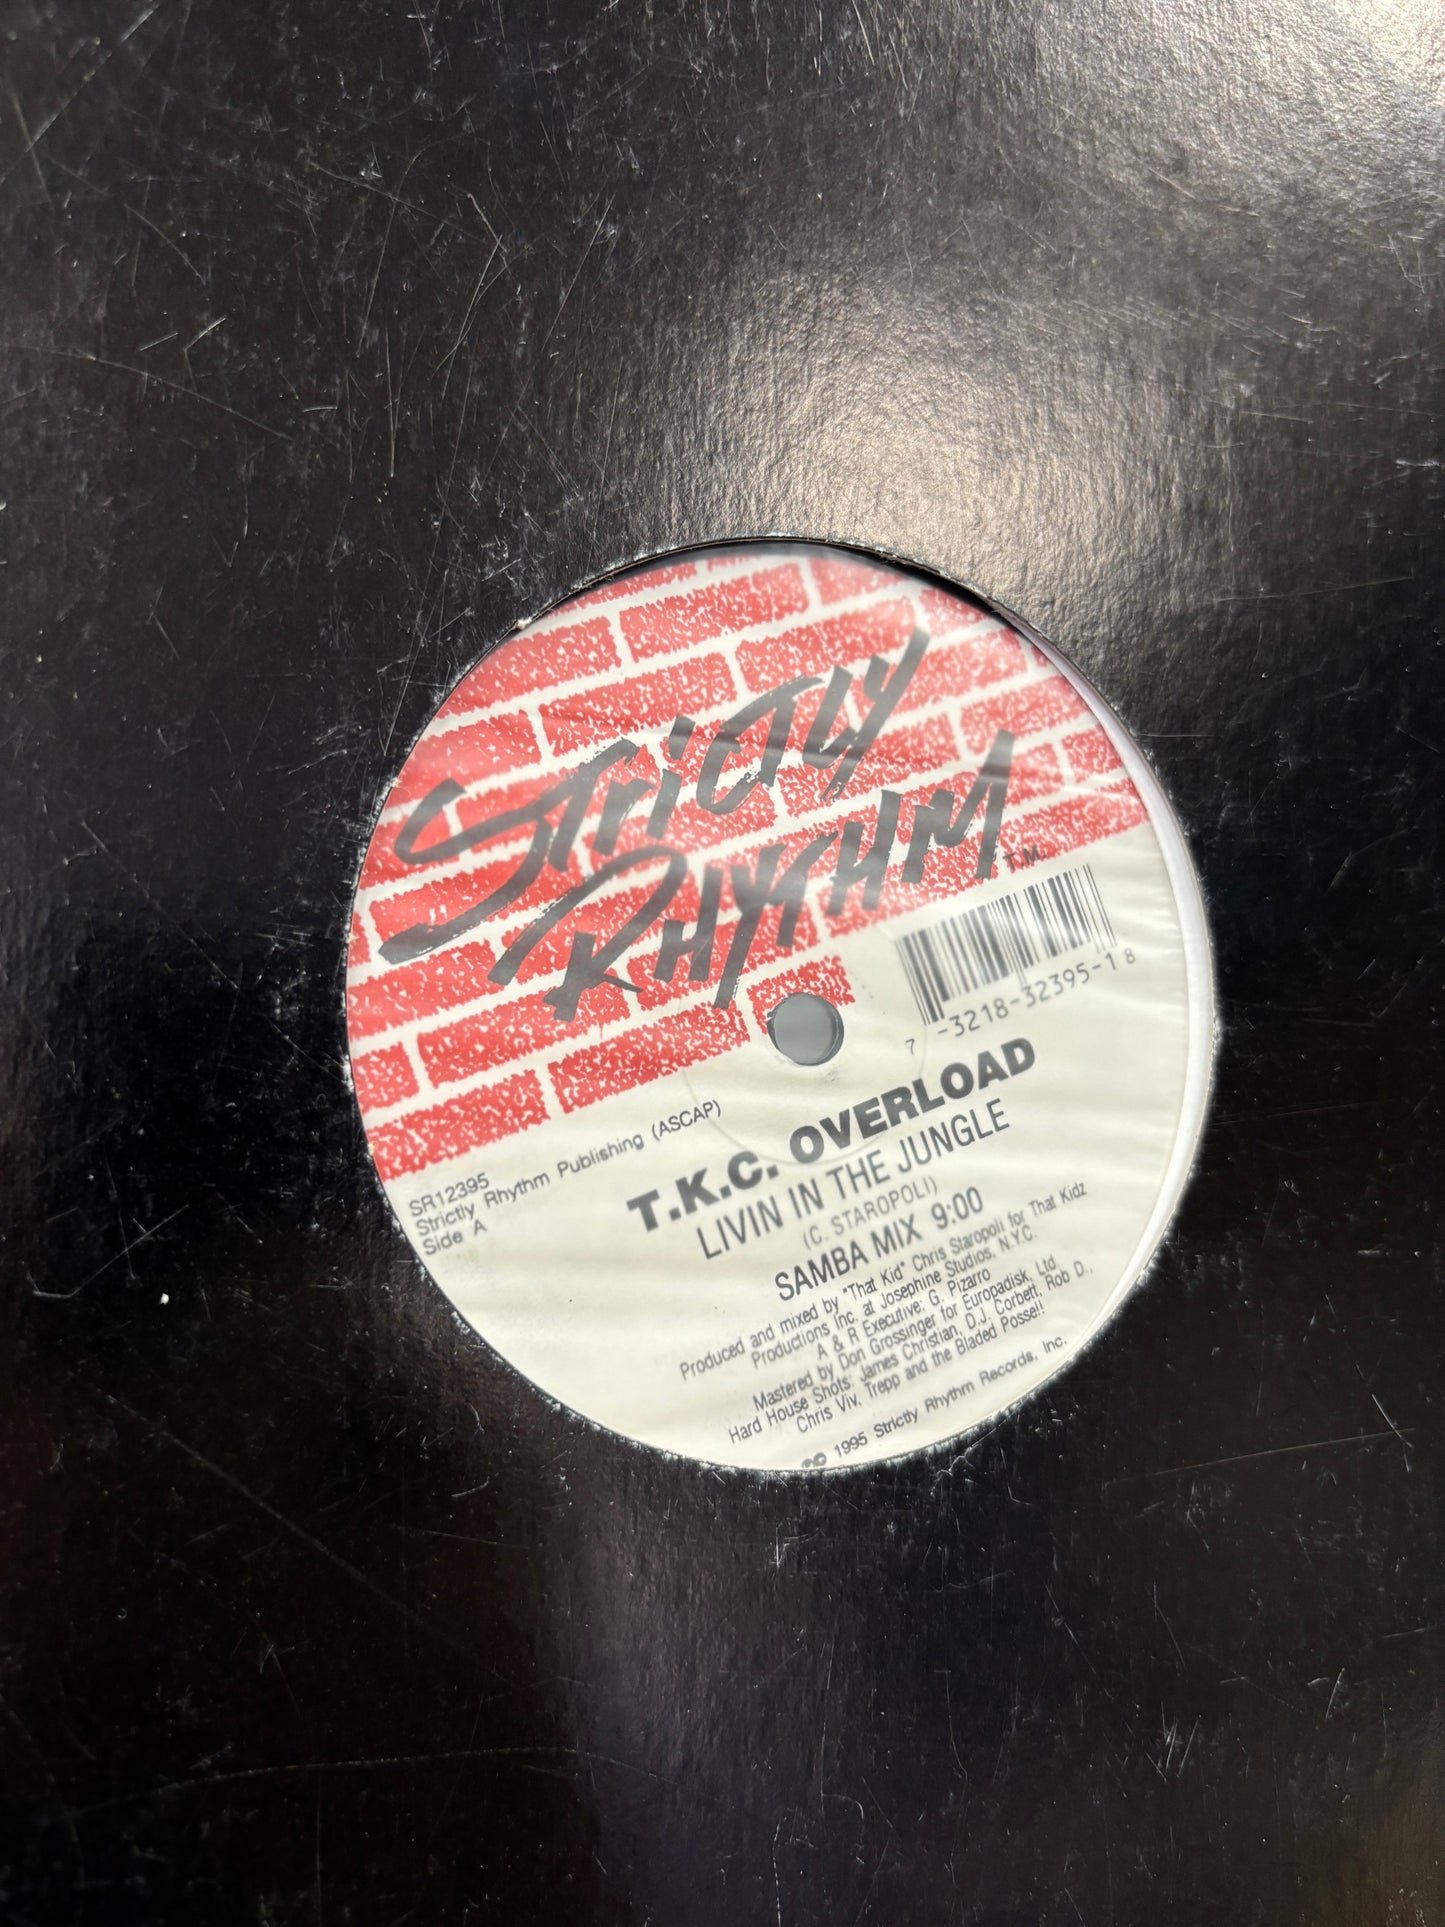 STRICTLY
RHYTHM T.M.
7 -3218-32395-1 8
SR12395
Strictly Rhythm Publishing (ASCAP)
Side A
T.K.C. OVERLOAD
LIVIN IN THE JUNGLE
(C. STAROPOLI)
SAMBA MIX 9:00
Produced and mixed by "That Kid" Chris Staropoli for That Kidz
Productions Inc. at Josephine Studios, N.Y.C.
A & R Executive: G. Pizarro
Mastered by Don Grossinger for Europadisk, Ltd.
Hard House Shots: James Christian, D.J. Corbett, Rob D.,
Chris Viv, Trepp and the Bladed Posse!!
℗© 1995 Strictly Rhythm Records, Inc.